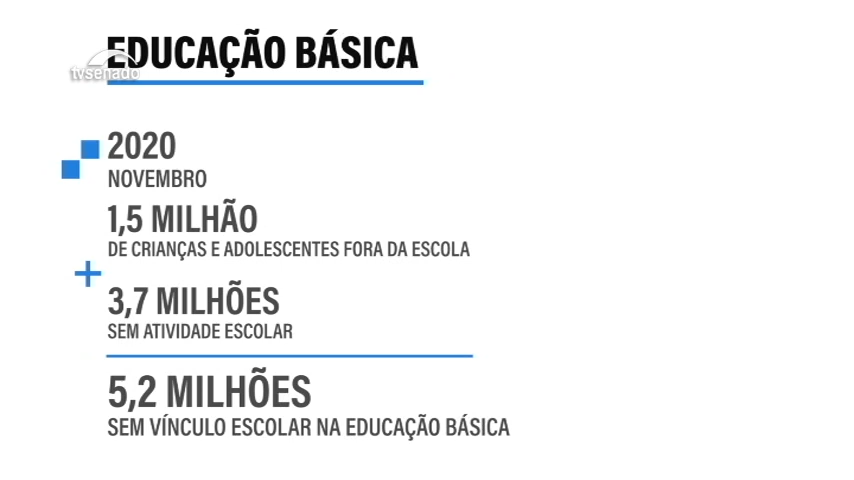 EDUCAÇÃO BÁSICA
tvsenado
2020
NOVEMBRO
1,5 MILHÃO
DE CRIANÇAS E ADOLESCENTES FORA DA ESCOLA
+
3,7 MILHÕES
SEM ATIVIDADE ESCOLAR
5,2 MILHÕES
SEM VÍNCULO ESCOLAR NA EDUCAÇÃO BÁSICA